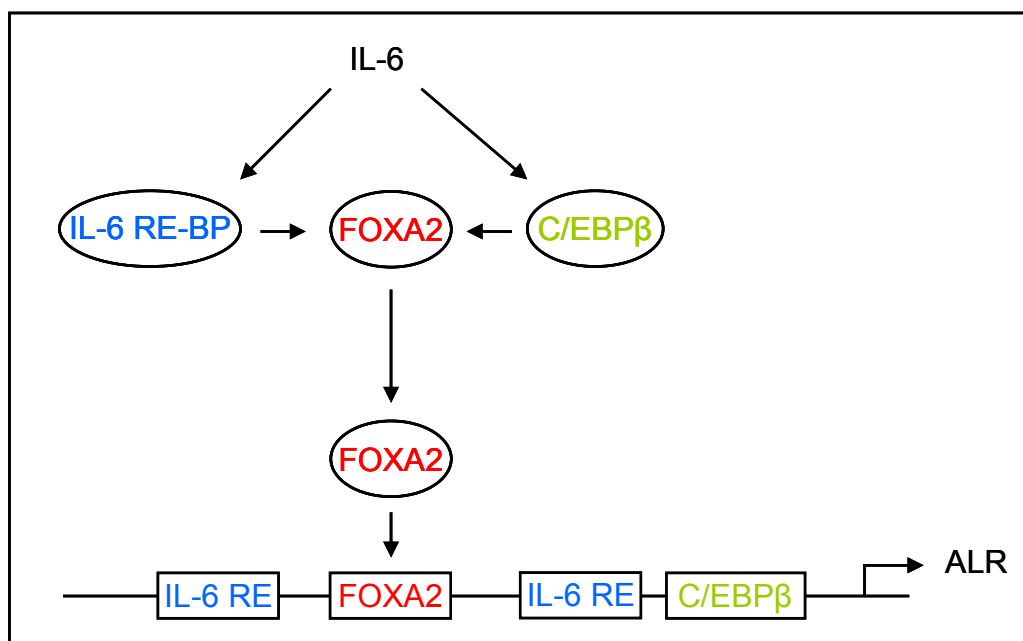 IL-6
IL-6 RE-BP
FOXA2
C/EBPβ
FOXA2
ALR
IL-6 RE
FOXA2
IL-6 RE
C/EBPβ